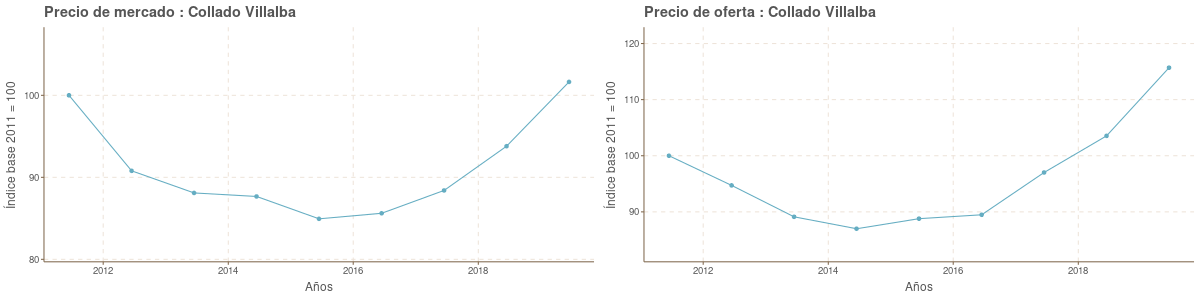 Precio de mercado : Collado Villalba
Índice base 2011 = 100
100
90
80
2012
2014
2016
2018
Años
Precio de oferta : Collado Villalba
Índice base 2011 = 100
120
110
100
90
2012
2014
2016
2018
Años